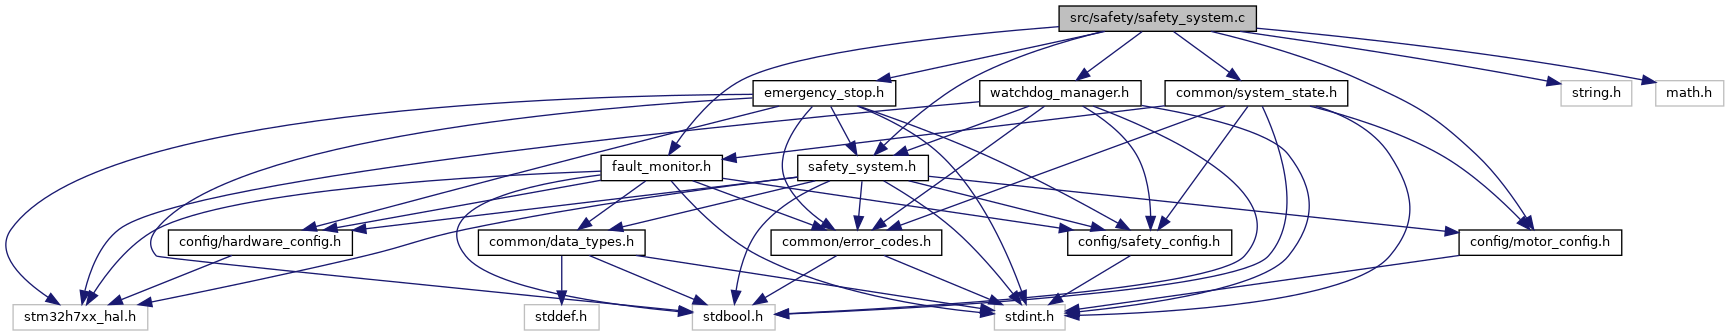 src/safety/safety_system.c
emergency_stop.h
watchdog_manager.h
common/system_state.h
string.h
math.h
fault_monitor.h
safety_system.h
config/hardware_config.h
common/data_types.h
common/error_codes.h
config/safety_config.h
config/motor_config.h
stm32h7xx_hal.h
stddef.h
stdbool.h
stdint.h